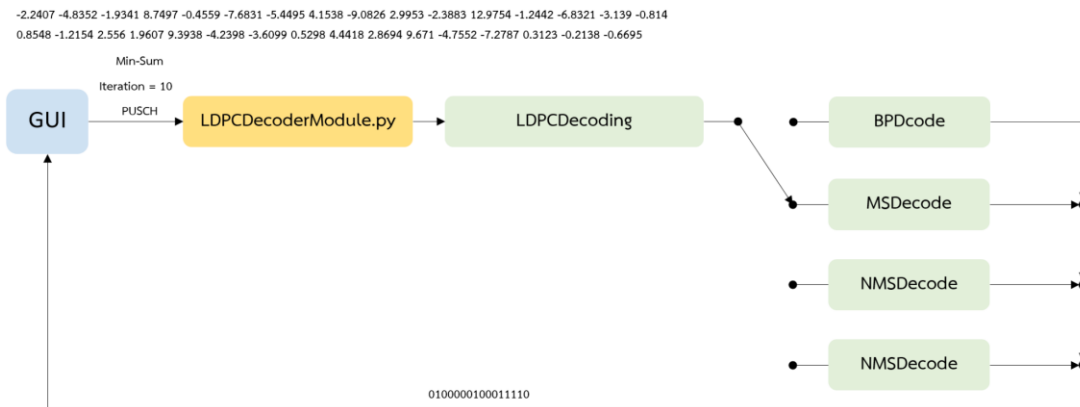 -2.2407 -4.8352 -1.9341 8.7497 -0.4559 -7.6831 -5.4495 4.1538 -9.0826 2.9953 -2.3883 12.9754 -1.2442 -6.8321 -3.139 -0.814
0.8548 -1.2154 2.556 1.9607 9.3938 -4.2398 -3.6099 0.5298 4.4418 2.8694 9.671 -4.7552 -7.2787 0.3123 -0.2138 -0.6695
Min-Sum
Iteration = 10
PUSCH
GUI
LDPCDecoderModule.py
LDPCDecoding
BPDcode
MSDecode
NMSDecode
NMSDecode
0100000100011110